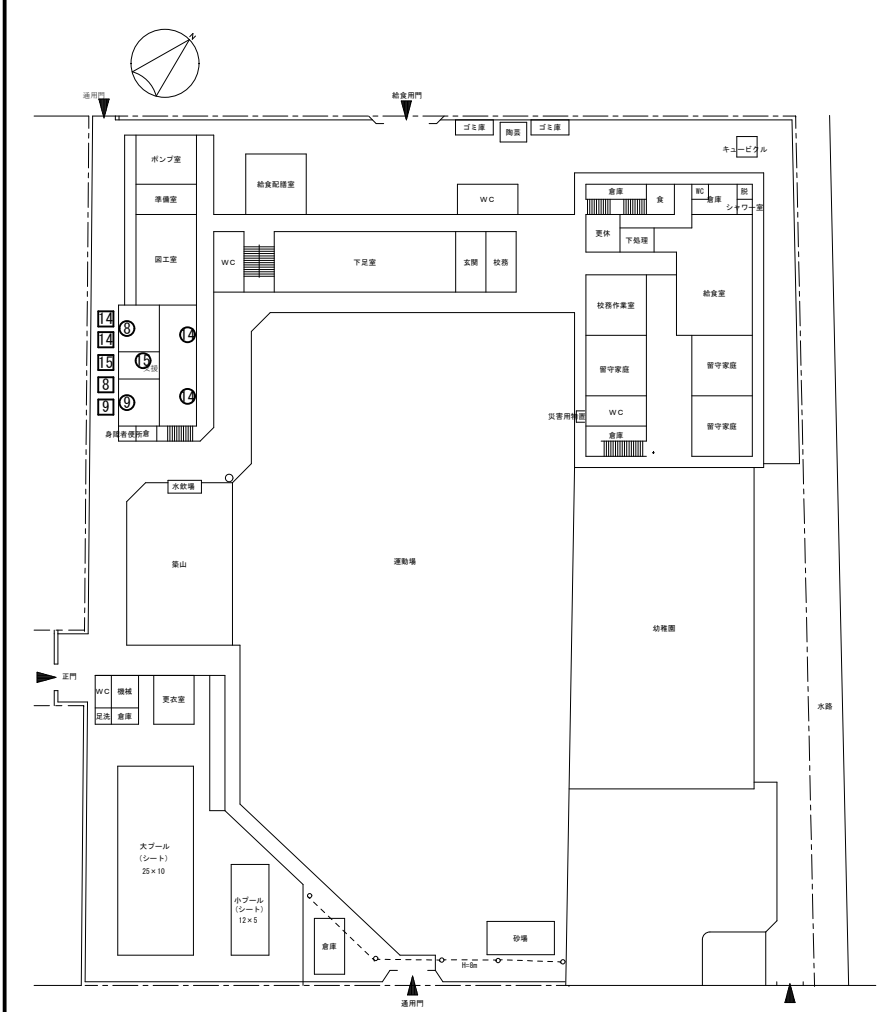 N
通用門
給食用門
ゴミ庫
陶芸
ゴミ庫
キュービクル
ポンプ室
準備室
図工室
給食配膳室
WC
WC
下足室
玄関
校務
倉庫
食
WC
倉庫
脱
シャワー室
更休
下処理
給食室
校務作業室
留守家庭
留守家庭
WC
災害用物置
倉庫
留守家庭
14
14
15
8
9
8
14
15
支援
9
14
身障者便所
倉
水飲場
築山
運動場
幼稚園
水路
正門
WC
機械
足洗
倉庫
更衣室
大プール
(シート)
25×10
小プール
(シート)
12×5
倉庫
砂場
H=8m
通用門